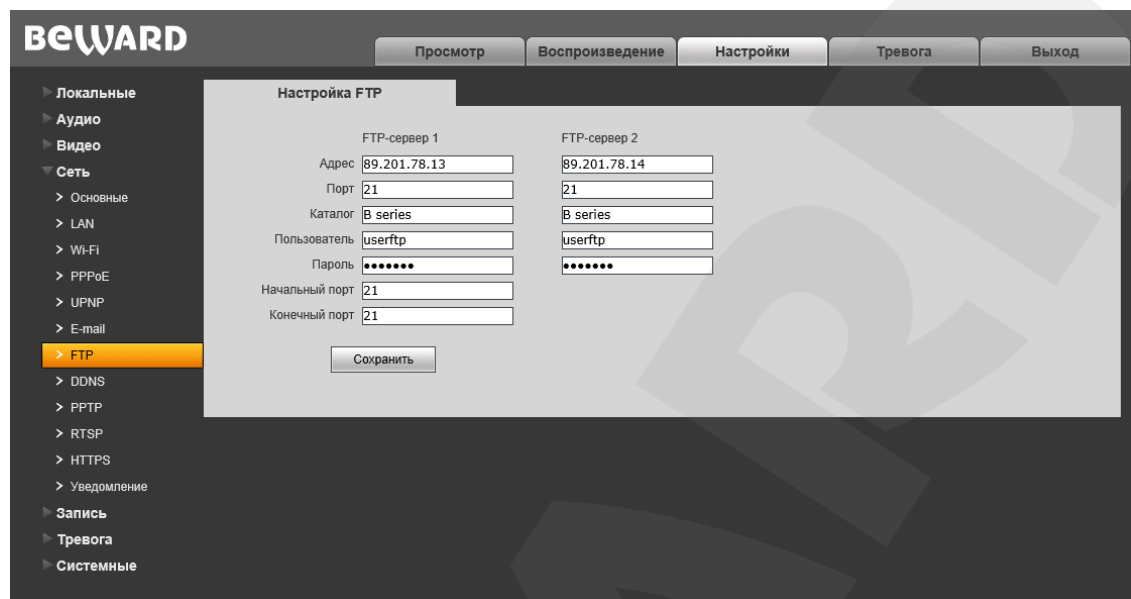 BEWARD
Просмотр Воспроизведение Настройки Тревога Выход
Локальные
Аудио
Видео
Сеть
Основные
LAN
Wi-Fi
PPPoE
UPNP
E-mail
FTP
DDNS
PPTP
RTSP
HTTPS
Уведомление
Запись
Тревога
Системные
Настройка FTP
FTP-сервер 1 FTP-сервер 2
Адрес 89.201.78.13 89.201.78.14
Порт 21 21
Каталог B series B series
Пользователь userftp userftp
Пароль ●●●●●●● ●●●●●●●
Начальный порт 21
Конечный порт 21
Сохранить